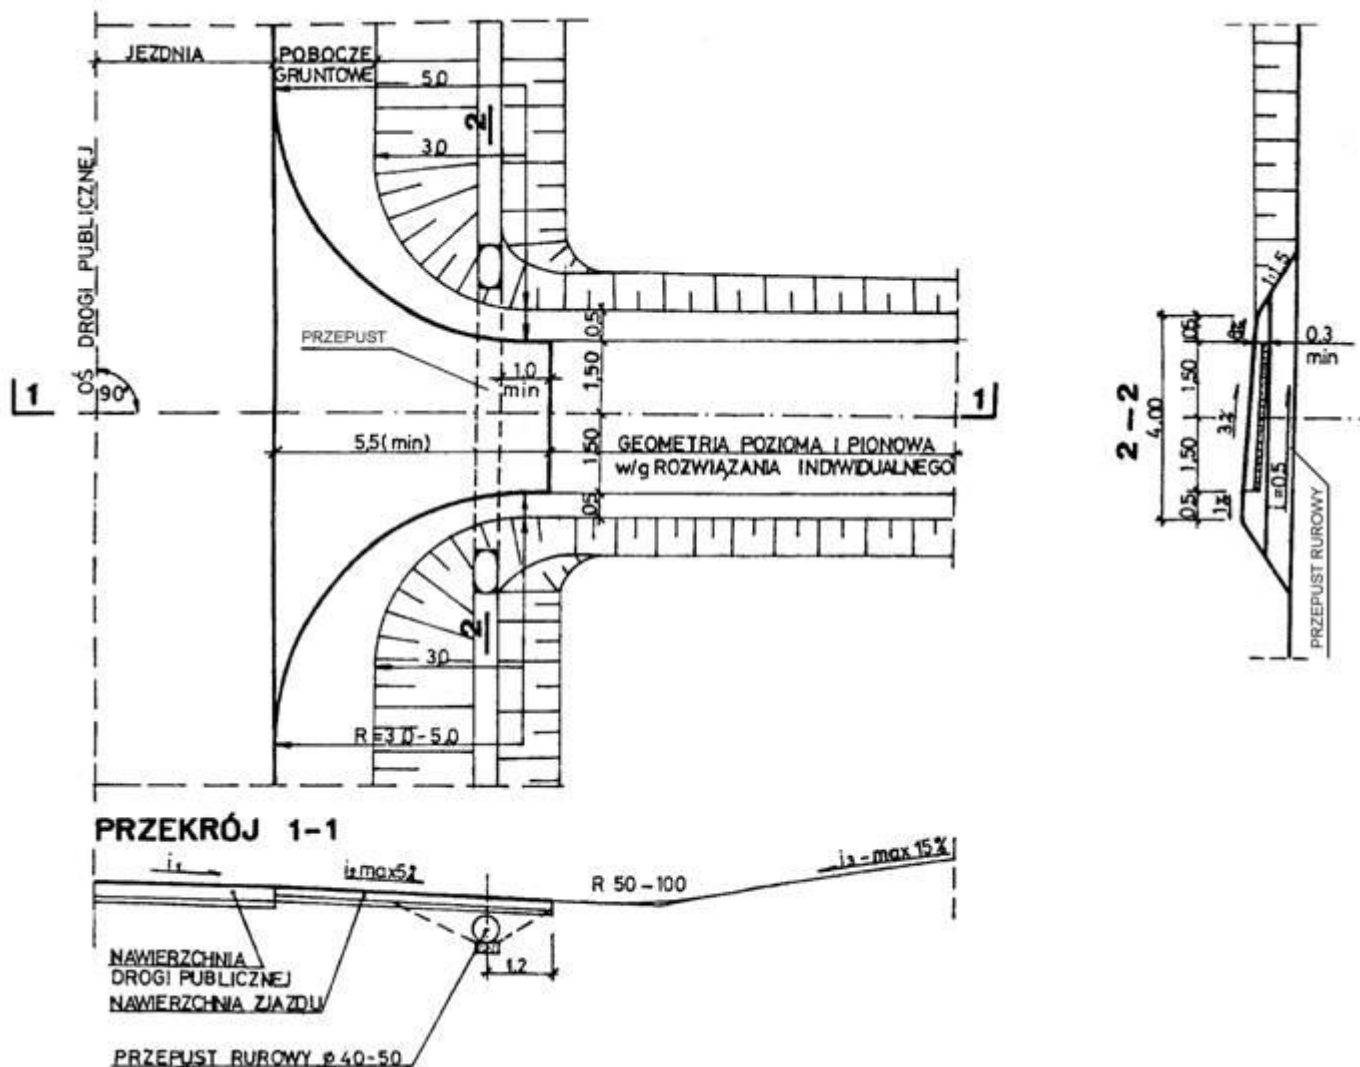 JEZDNIA
POBOCZE
GRUNTOWE
5,0
OŚ DROGI PUBLICZNEJ
2
3,0
PRZEPUST
0,5
1,50
1,0
min
90°
1
1
5,5(min)
GEOMETRIA POZIOMA I PIONOWA
w/g ROZWIĄZANIA INDYWIDUALNEGO
1,50
0,5
2
3,0
R=3,0-5,0
1:1,5
0,3
min
0,5
1,50
4,00
3%
1,50
0,5
i=0,5
2-2
PRZEPUST RUROWY
PRZEKRÓJ 1-1
i₁
i₂ max5%
R 50-100
i₃ - max 15%
NAWIERZCHNIA
DROGI PUBLICZNEJ
NAWIERZCHNIA ZJAZDU
1,2
PRZEPUST RUROWY ø 40-50